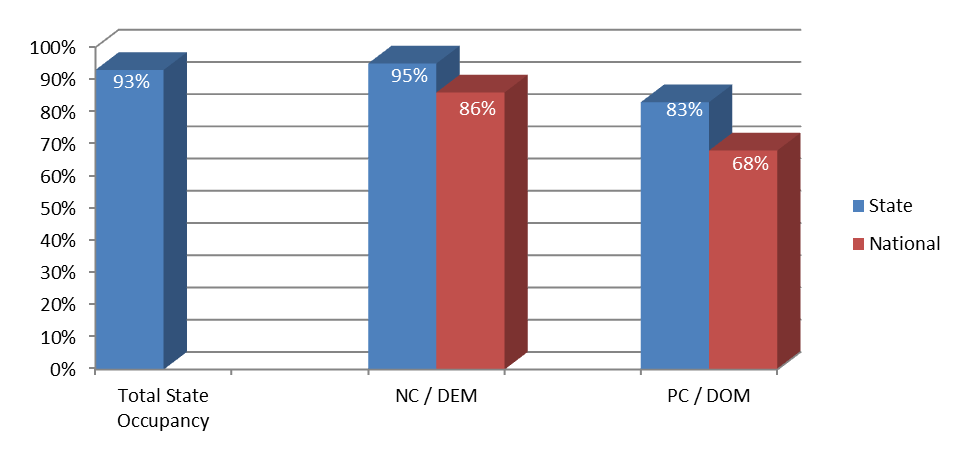 100%
90%
80%
70%
60%
50%
40%
30%
20%
10%
0%
93%
95%
86%
83%
68%
Total State
Occupancy
NC / DEM
PC / DOM
State
National